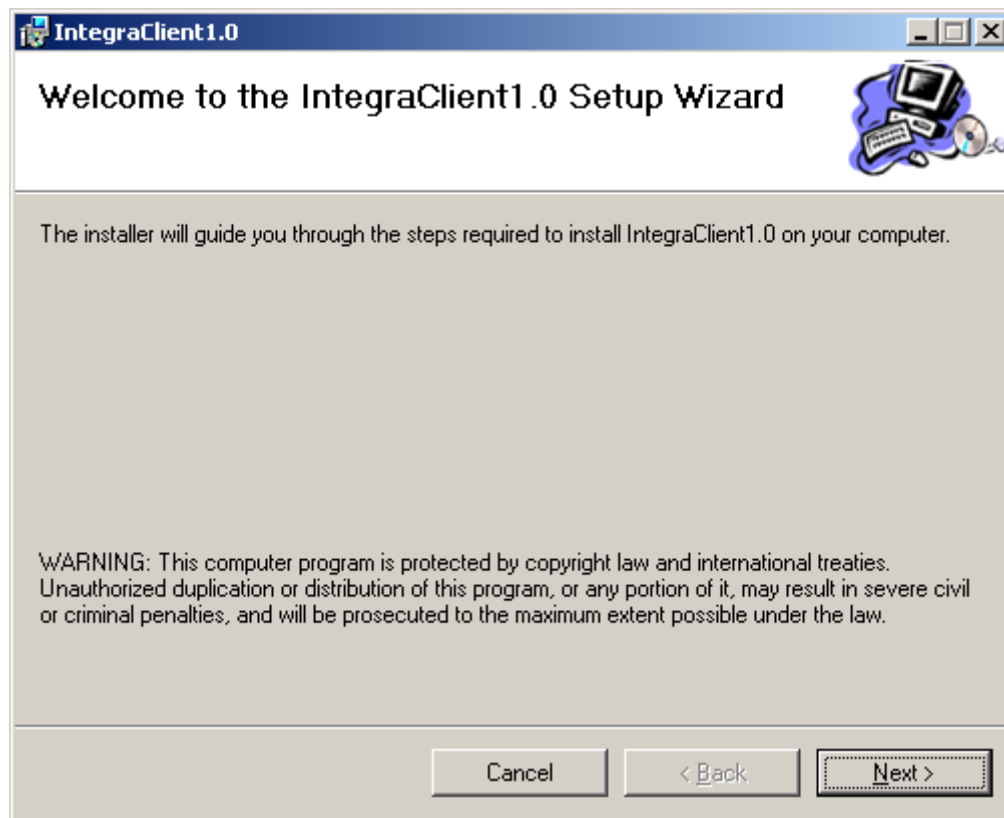 IntegraClient1.0
Welcome to the IntegraClient1.0 Setup Wizard
The installer will guide you through the steps required to install IntegraClient1.0 on your computer.
WARNING: This computer program is protected by copyright law and international treaties.
Unauthorized duplication or distribution of this program, or any portion of it, may result in severe civil
or criminal penalties, and will be prosecuted to the maximum extent possible under the law.
Cancel
< Back
Next >